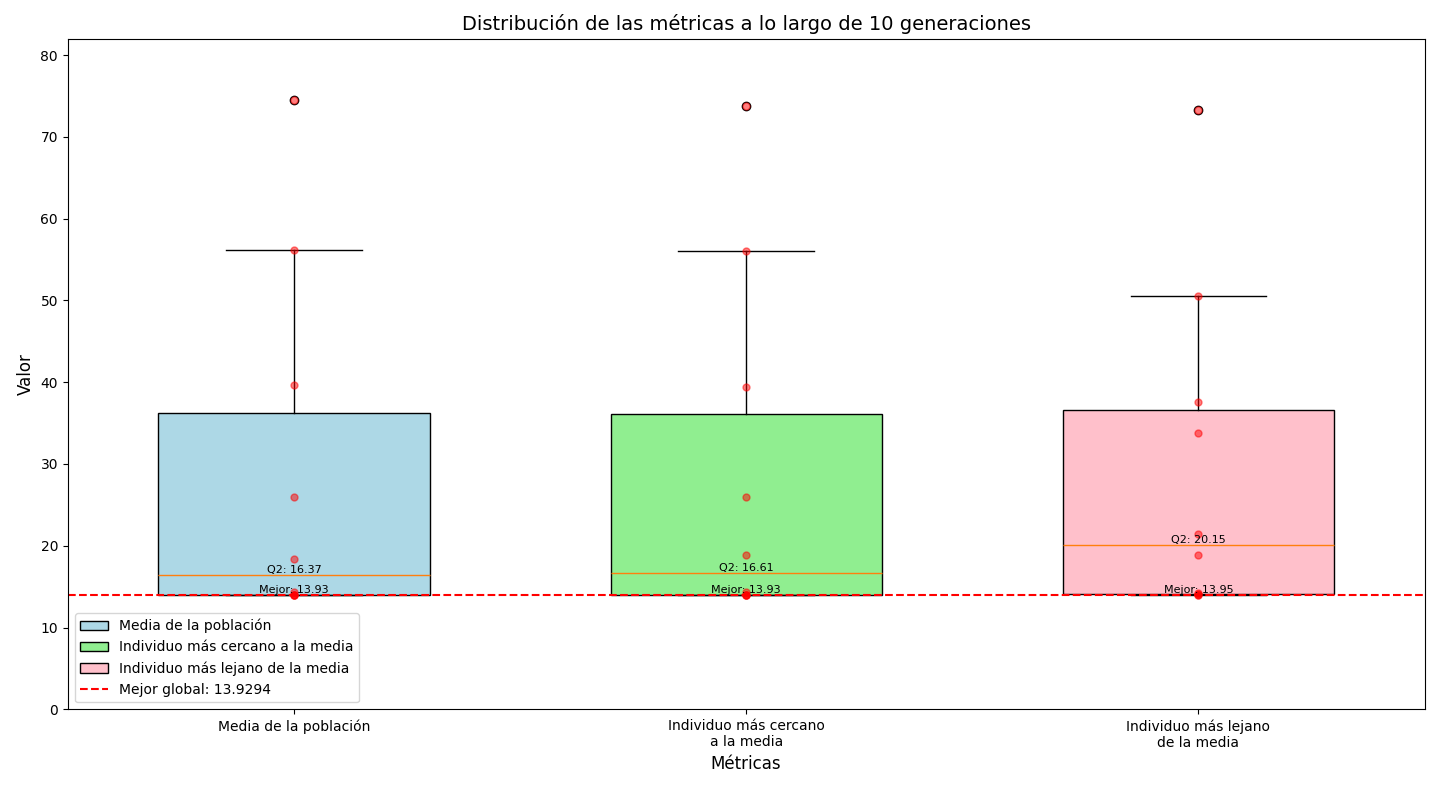 Distribución de las métricas a lo largo de 10 generaciones
Valor
80
70
60
50
40
30
20
10
0
Q2: 16.37
Mejor: 13.93
Q2: 16.61
Mejor: 13.93
Q2: 20.15
Mejor: 13.95
Media de la población
Individuo más cercano a la media
Individuo más lejano de la media
Mejor global: 13.9294
Media de la población
Individuo más cercano
a la media
Individuo más lejano
de la media
Métricas